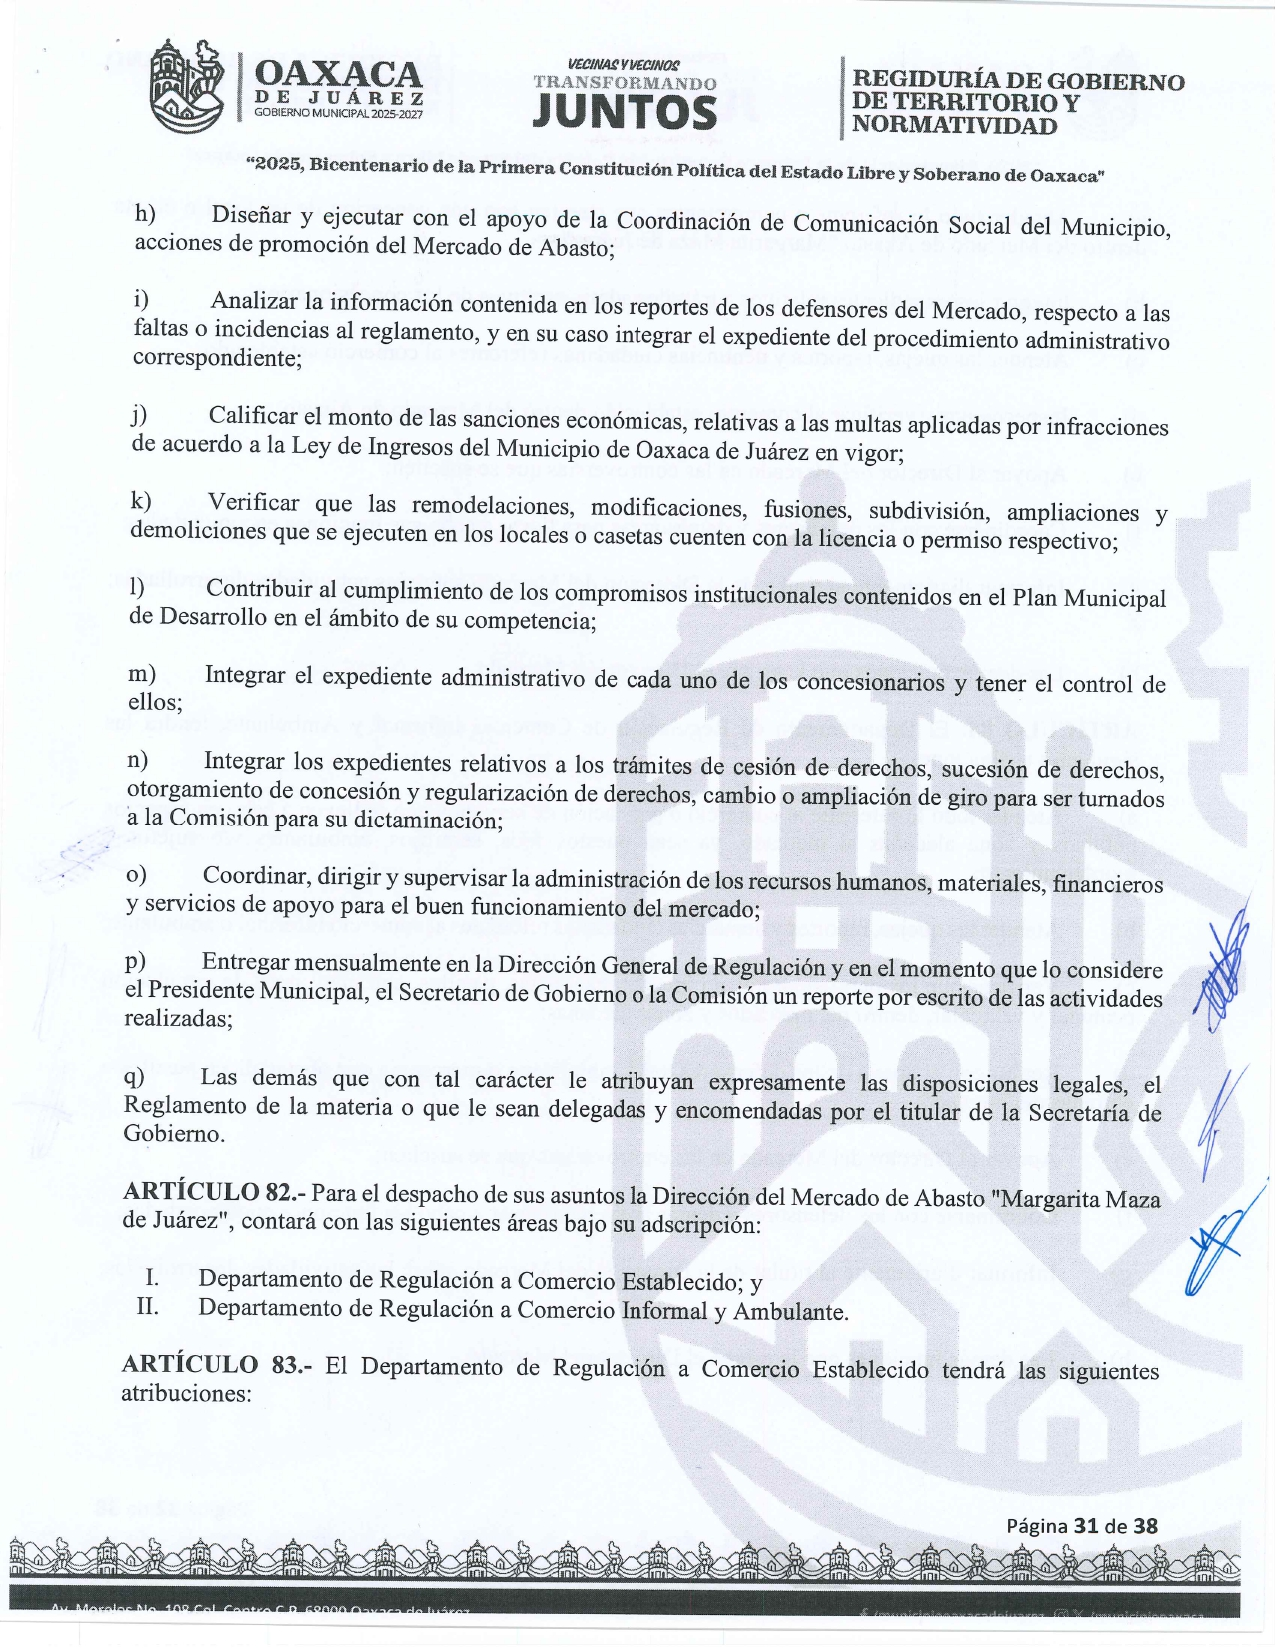 OAXACA
DE JUÁREZ
GOBIERNO MUNICIPAL 2025-2027
VECINAS Y VECINOS
TRANSFORMANDO
JUNTOS
REGIDURÍA DE GOBIERNO
DE TERRITORIO Y
NORMATIVIDAD
"2025, Bicentenario de la Primera Constitución Política del Estado Libre y Soberano de Oaxaca"
h) Diseñar y ejecutar con el apoyo de la Coordinación de Comunicación Social del Municipio,
acciones de promoción del Mercado de Abasto;
i) Analizar la información contenida en los reportes de los defensores del Mercado, respecto a las
faltas o incidencias al reglamento, y en su caso integrar el expediente del procedimiento administrativo
correspondiente;
j) Calificar el monto de las sanciones económicas, relativas a las multas aplicadas por infracciones
de acuerdo a la Ley de Ingresos del Municipio de Oaxaca de Juárez en vigor;
k) Verificar que las remodelaciones, modificaciones, fusiones, subdivisión, ampliaciones y
demoliciones que se ejecuten en los locales o casetas cuenten con la licencia o permiso respectivo;
l) Contribuir al cumplimiento de los compromisos institucionales contenidos en el Plan Municipal
de Desarrollo en el ámbito de su competencia;
m) Integrar el expediente administrativo de cada uno de los concesionarios y tener el control de
ellos;
n) Integrar los expedientes relativos a los trámites de cesión de derechos, sucesión de derechos,
otorgamiento de concesión y regularización de derechos, cambio o ampliación de giro para ser turnados
a la Comisión para su dictaminación;
o) Coordinar, dirigir y supervisar la administración de los recursos humanos, materiales, financieros
y servicios de apoyo para el buen funcionamiento del mercado;
p) Entregar mensualmente en la Dirección General de Regulación y en el momento que lo considere
el Presidente Municipal, el Secretario de Gobierno o la Comisión un reporte por escrito de las actividades
realizadas;
q) Las demás que con tal carácter le atribuyan expresamente las disposiciones legales, el
Reglamento de la materia o que le sean delegadas y encomendadas por el titular de la Secretaría de
Gobierno.
ARTÍCULO 82.- Para el despacho de sus asuntos la Dirección del Mercado de Abasto "Margarita Maza
de Juárez", contará con las siguientes áreas bajo su adscripción:
I. Departamento de Regulación a Comercio Establecido; y
II. Departamento de Regulación a Comercio Informal y Ambulante.
ARTÍCULO 83.- El Departamento de Regulación a Comercio Establecido tendrá las siguientes
atribuciones:
Página 31 de 38
Av. Morelos No. 108 Col. Centro C.P. 68000 Oaxaca de Juárez
/municipiooaxacadejuarez /municipiooaxaca